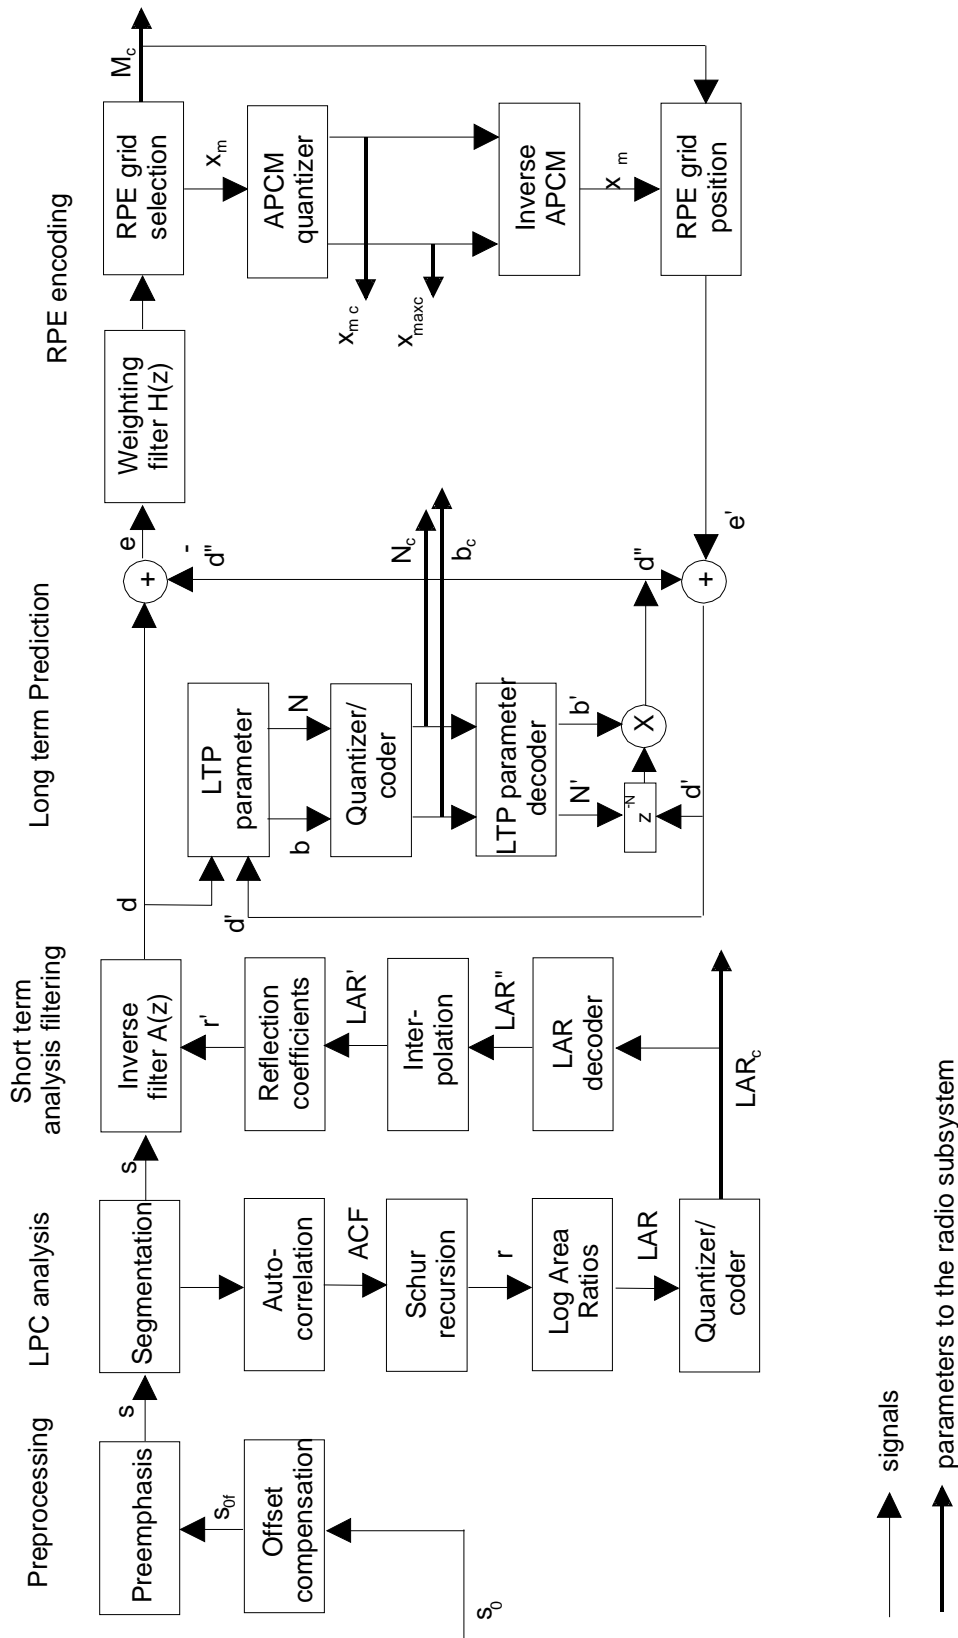 Preprocessing
LPC analysis
Short term
analysis filtering
Long term Prediction
RPE encoding
Preemphasis
s
Segmentation
s
Inverse
filter A(z)
d
+
e
-
d''
Weighting
filter H(z)
RPE grid
selection
Mc
s0f
Offset
compensation
s0
Auto-
correlation
ACF
Schur
recursion
r
Log Area
Ratios
LAR
Quantizer/
coder
LARc
r'
Reflection
coefficients
LAR'
Inter-
polation
LAR''
LAR
decoder
d'
LTP
parameter
b
N
Quantizer/
coder
Nc
bc
LTP parameter
decoder
N'
b'
z-N
X
d'
d''
+
e'
xm
APCM
quantizer
xm c
xmaxc
Inverse
APCM
x m
RPE grid
position
signals
parameters to the radio subsystem